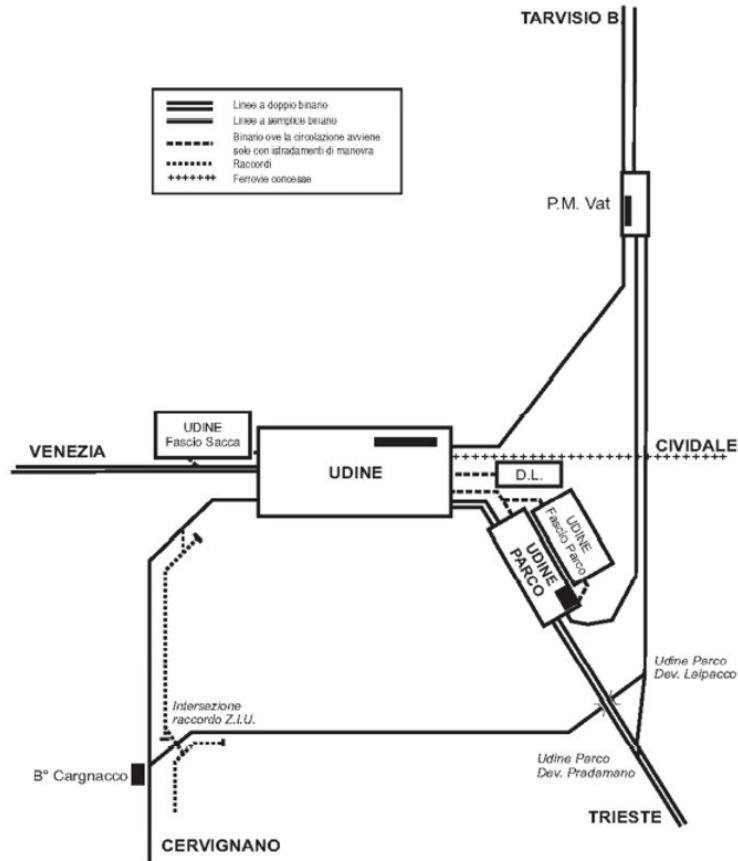 TARVISIO B.
Linee a doppio binario
Linee a semplice binario
Binario ove la circolazione avviene
solo con istradamenti di manovra
Raccordi
Ferrovie concesse
P.M. Vat
UDINE
Fascio Sacca
VENEZIA
UDINE
CIVIDALE
D.L.
UDINE
Fascio Parco
UDINE
PARCO
Udine Parco
Dev. Laipacco
Intersezione
raccordo Z.I.U.
B° Cargnacco
Udine Parco
Dev. Pradamano
TRIESTE
CERVIGNANO